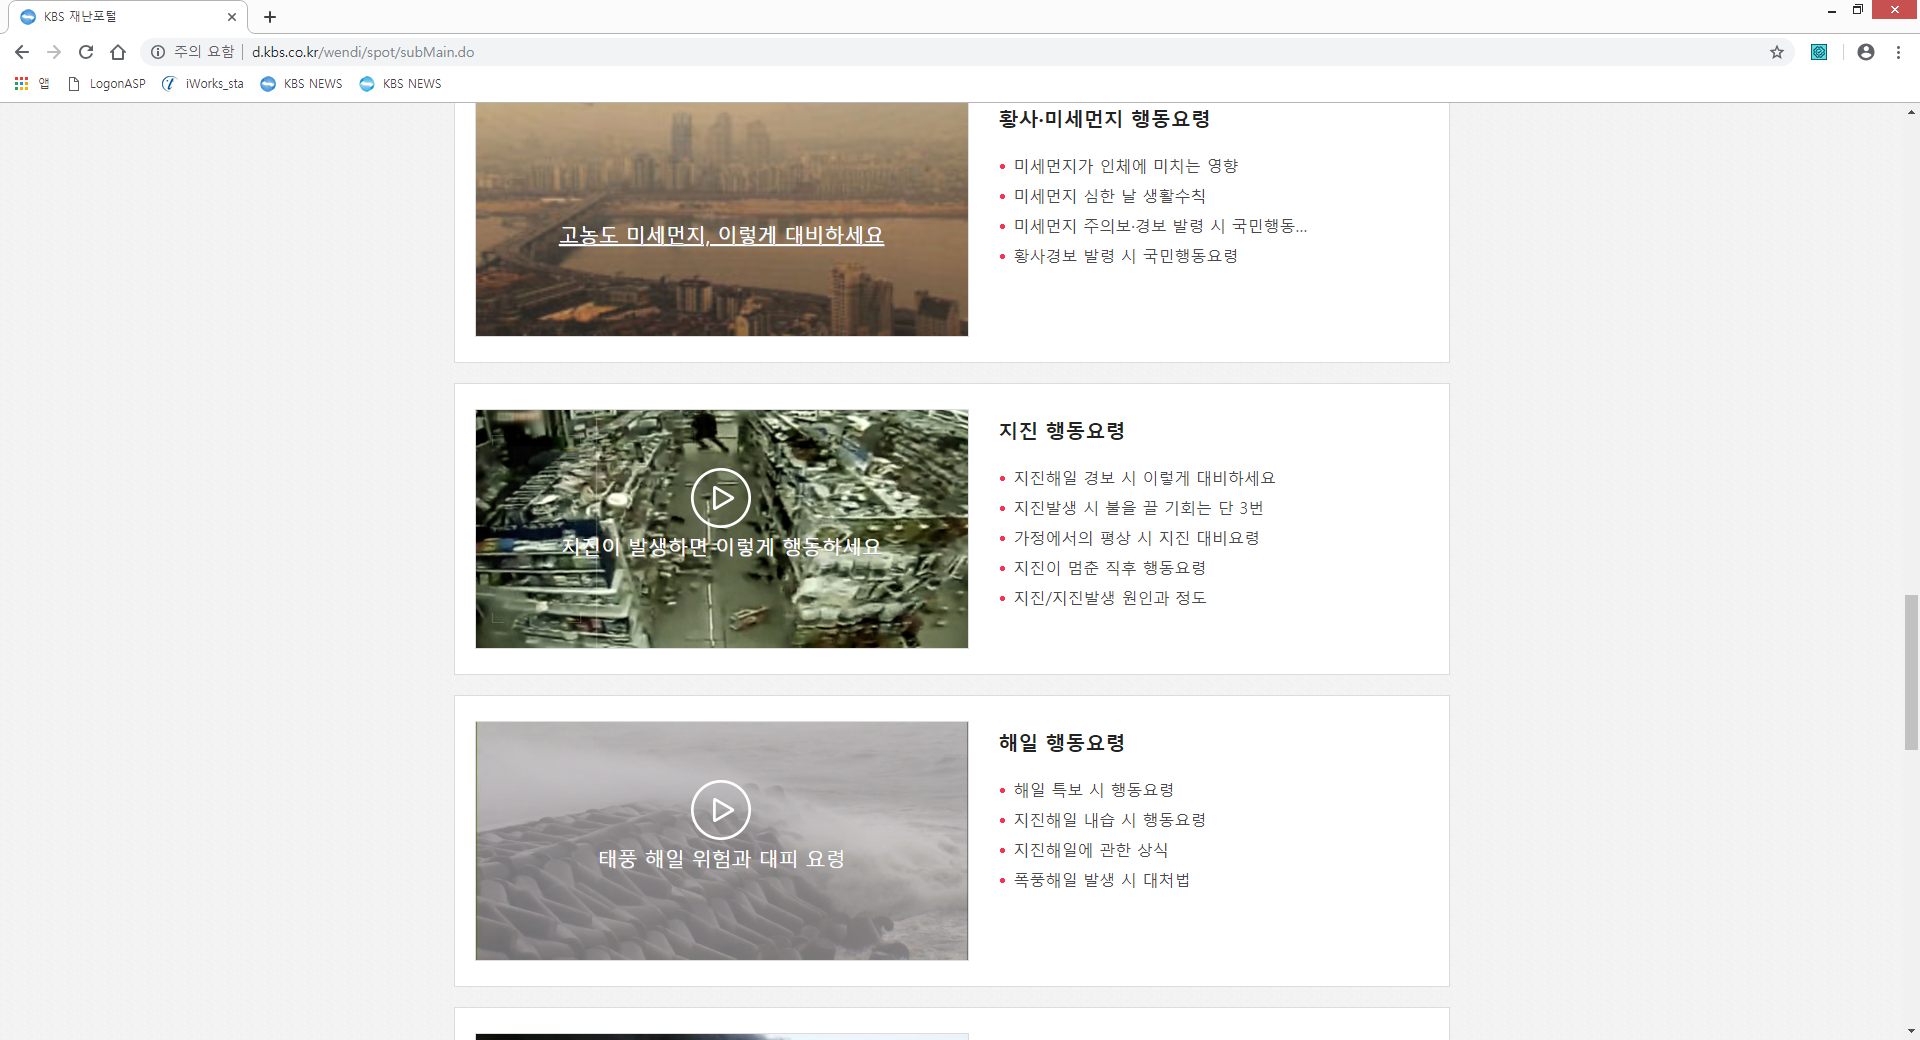 KBS 재난포털
주의 요함 | d.kbs.co.kr/wendi/spot/subMain.do
앱 LogonASP iWorks_sta KBS NEWS KBS NEWS
고농도 미세먼지, 이렇게 대비하세요
황사·미세먼지 행동요령
미세먼지가 인체에 미치는 영향
미세먼지 심한 날 생활수칙
미세먼지 주의보·경보 발령 시 국민행동...
황사경보 발령 시 국민행동요령
지진이 발생하면 이렇게 행동하세요
지진 행동요령
지진해일 경보 시 이렇게 대비하세요
지진발생 시 불을 끌 기회는 단 3번
가정에서의 평상 시 지진 대비요령
지진이 멈춘 직후 행동요령
지진/지진발생 원인과 정도
태풍 해일 위험과 대피 요령
해일 행동요령
해일 특보 시 행동요령
지진해일 내습 시 행동요령
지진해일에 관한 상식
폭풍해일 발생 시 대처법